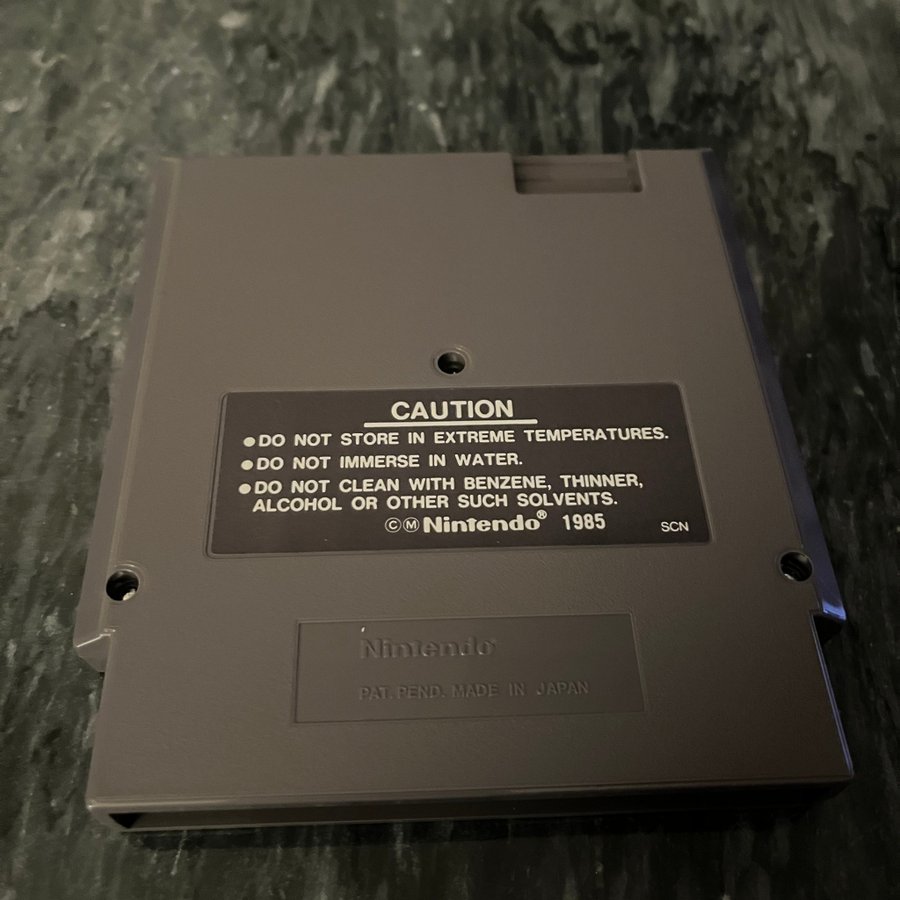 CAUTION
●DO NOT STORE IN EXTREME TEMPERATURES.
●DO NOT IMMERSE IN WATER.
●DO NOT CLEAN WITH BENZENE, THINNER,
ALCOHOL OR OTHER SUCH SOLVENTS.
ⒸⓂNintendo® 1985 SCN
Nintendo®
PAT. PEND. MADE IN JAPAN